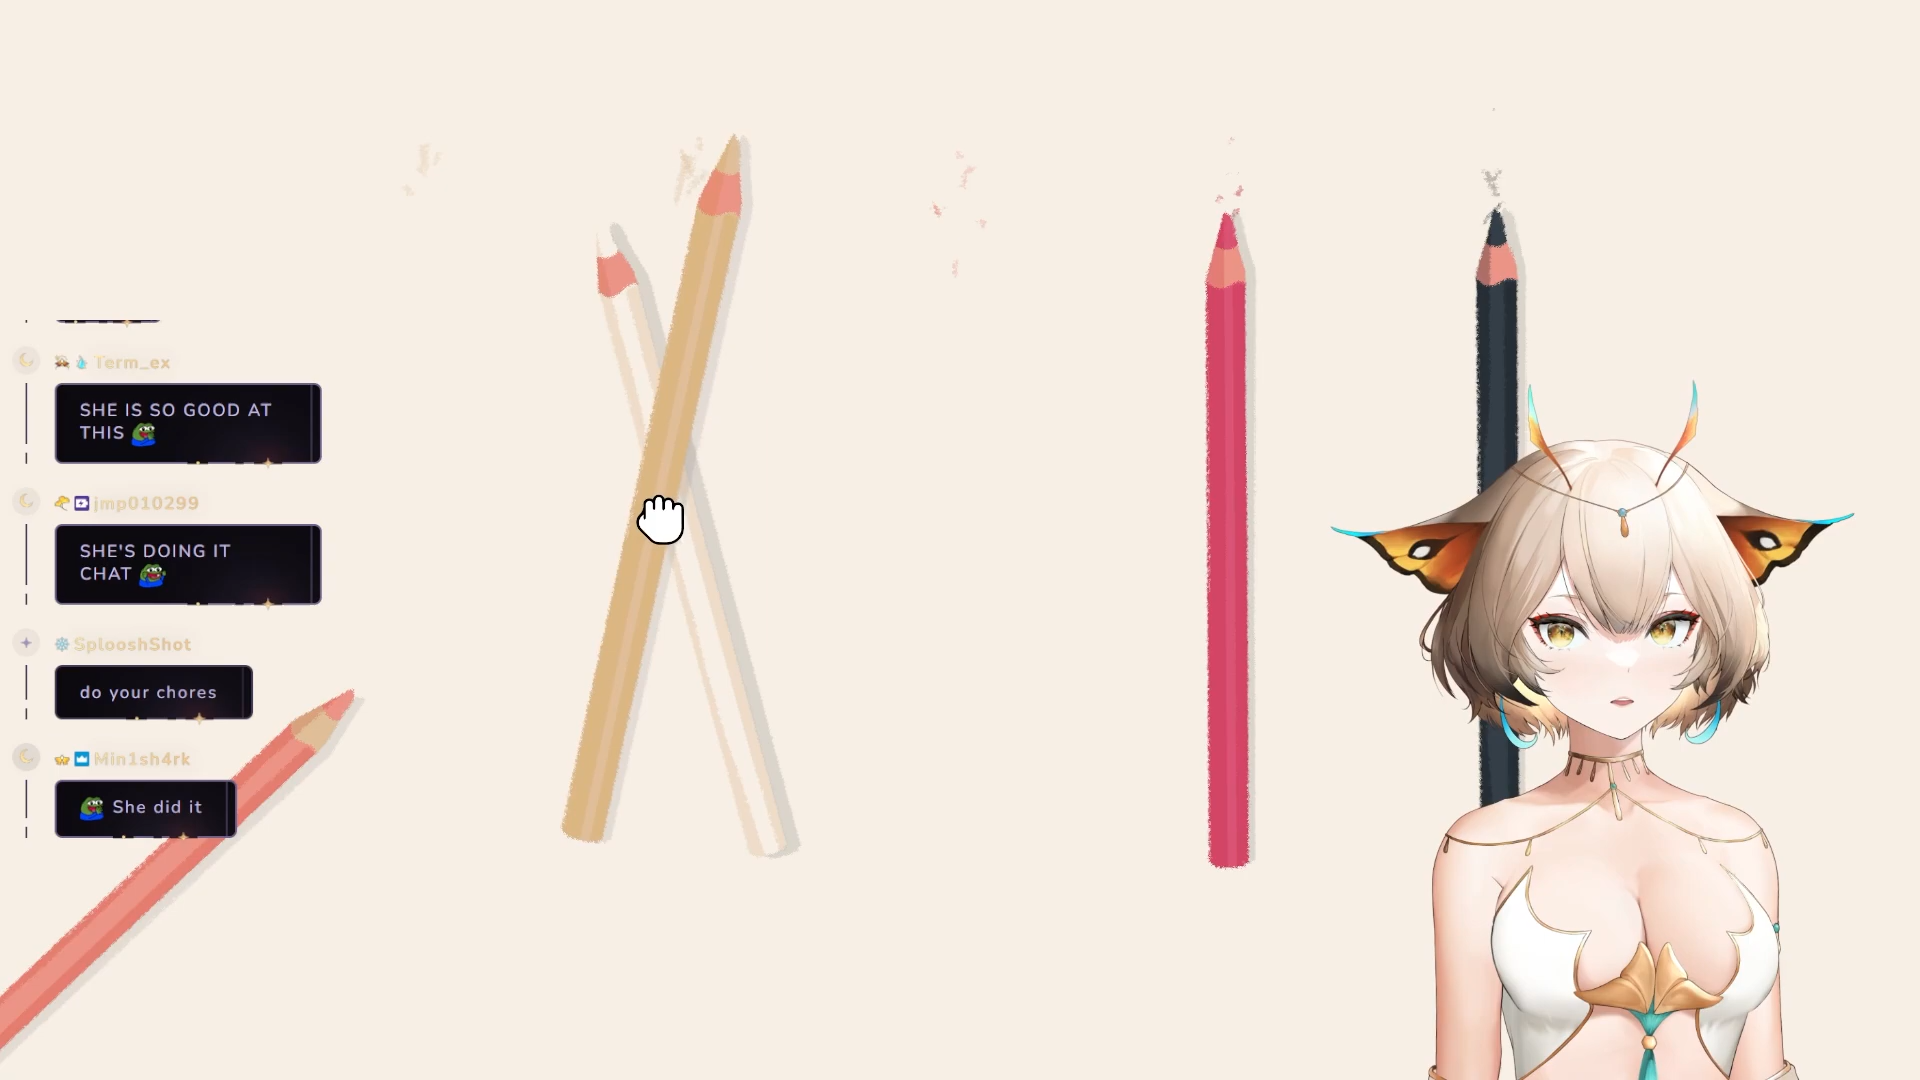 Term_ex
SHE IS SO GOOD AT
THIS
jmp010299
SHE'S DOING IT
CHAT
SplooshShot
do your chores
Min1sh4rk
She did it